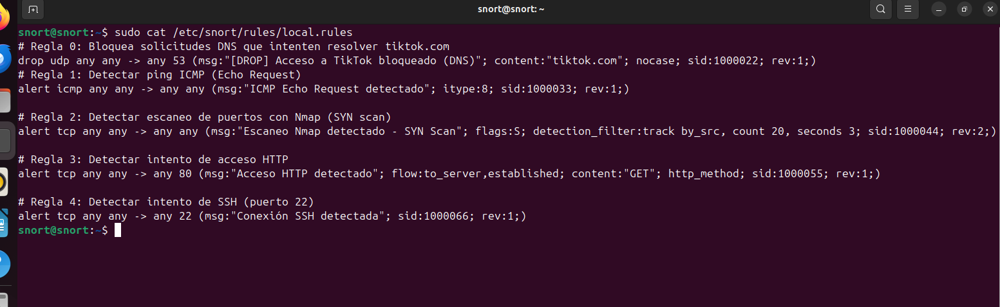 snort@snort: ~
snort@snort:~$ sudo cat /etc/snort/rules/local.rules
# Regla 0: Bloquea solicitudes DNS que intenten resolver tiktok.com
drop udp any any -> any 53 (msg:"[DROP] Acceso a TikTok bloqueado (DNS)"; content:"tiktok.com"; nocase; sid:1000022; rev:1;)
# Regla 1: Detectar ping ICMP (Echo Request)
alert icmp any any -> any any (msg:"ICMP Echo Request detectado"; itype:8; sid:1000033; rev:1;)
# Regla 2: Detectar escaneo de puertos con Nmap (SYN scan)
alert tcp any any -> any any (msg:"Escaneo Nmap detectado - SYN Scan"; flags:S; detection_filter:track by_src, count 20, seconds 3; sid:1000044; rev:2;)
# Regla 3: Detectar intento de acceso HTTP
alert tcp any any -> any 80 (msg:"Acceso HTTP detectado"; flow:to_server,established; content:"GET"; http_method; sid:1000055; rev:1;)
# Regla 4: Detectar intento de SSH (puerto 22)
alert tcp any any -> any 22 (msg:"Conexión SSH detectada"; sid:1000066; rev:1;)
snort@snort:~$